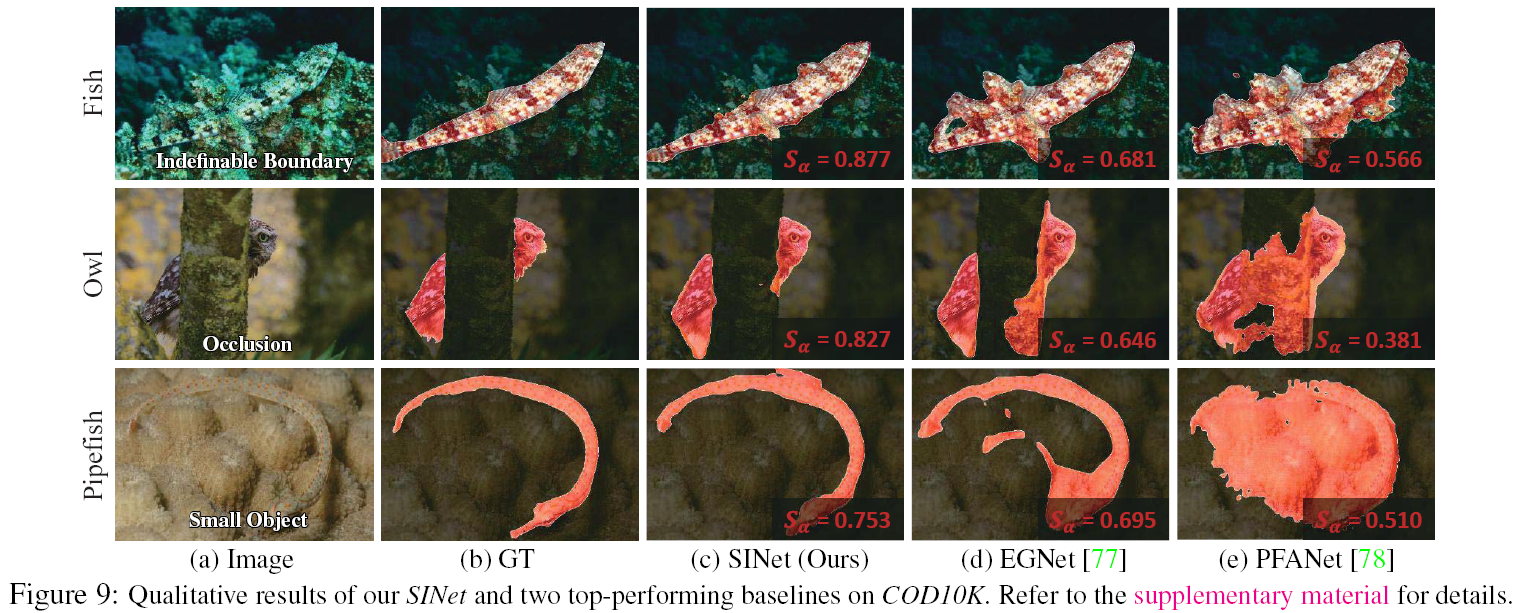 Fish
Indefinable Boundary
Sα = 0.877
Sα = 0.681
Sα = 0.566
Owl
Occlusion
Sα = 0.827
Sα = 0.646
Sα = 0.381
Pipefish
Small Object
Sα = 0.753
Sα = 0.695
Sα = 0.510
(a) Image
(b) GT
(c) SINet (Ours)
(d) EGNet [77]
(e) PFANet [78]
Figure 9: Qualitative results of our SINet and two top-performing baselines on COD10K. Refer to the supplementary material for details.